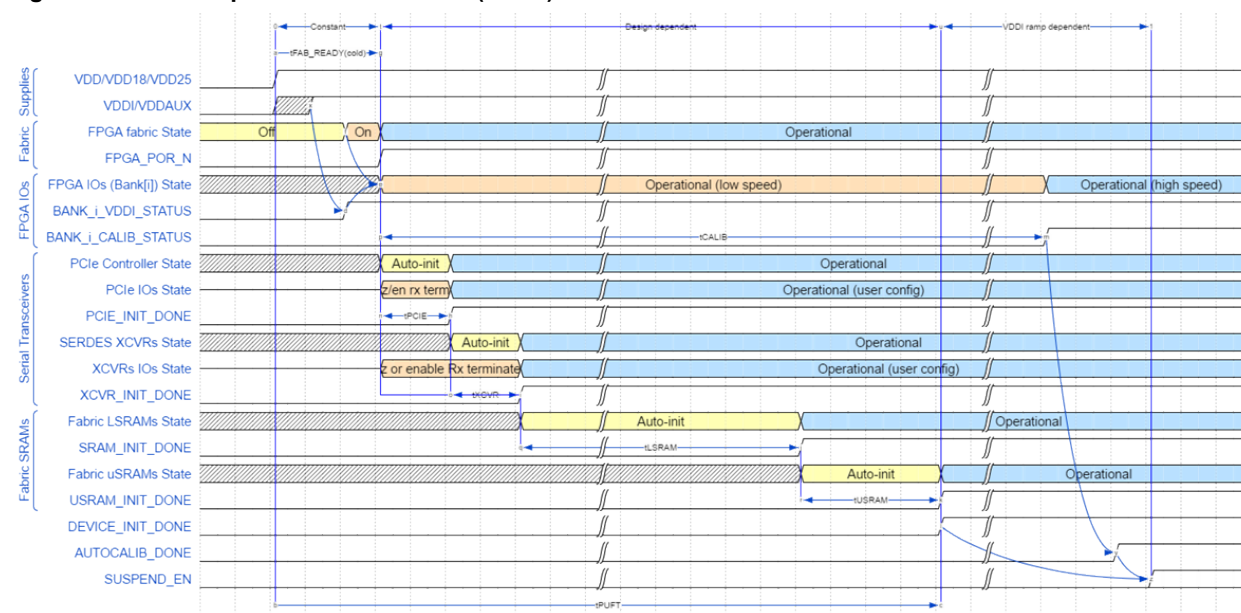 Constant
Design dependent
VDDI ramp dependent
tFAB_READY(cold)
Supplies
VDD/VDD18/VDD25
VDDI/VDDAUX
Fabric
FPGA fabric State
Off
On
Operational
FPGA_POR_N
FPGA IOs
FPGA IOs (Bank[i]) State
Operational (low speed)
Operational (high speed)
BANK_i_VDDI_STATUS
BANK_i_CALIB_STATUS
tCALIB
Serial Transceivers
PCIe Controller State
Auto-init
Operational
PCIe IOs State
z/en rx term
Operational (user config)
PCIE_INIT_DONE
tPCIE
SERDES XCVRs State
Auto-init
Operational
XCVRs IOs State
z or enable Rx terminate
Operational (user config)
XCVR_INIT_DONE
tXCVR
Fabric SRAMs
Fabric LSRAMs State
Auto-init
Operational
SRAM_INIT_DONE
tLSRAM
Fabric uSRAMs State
Auto-init
Operational
USRAM_INIT_DONE
tUSRAM
DEVICE_INIT_DONE
AUTOCALIB_DONE
SUSPEND_EN
tPUFT